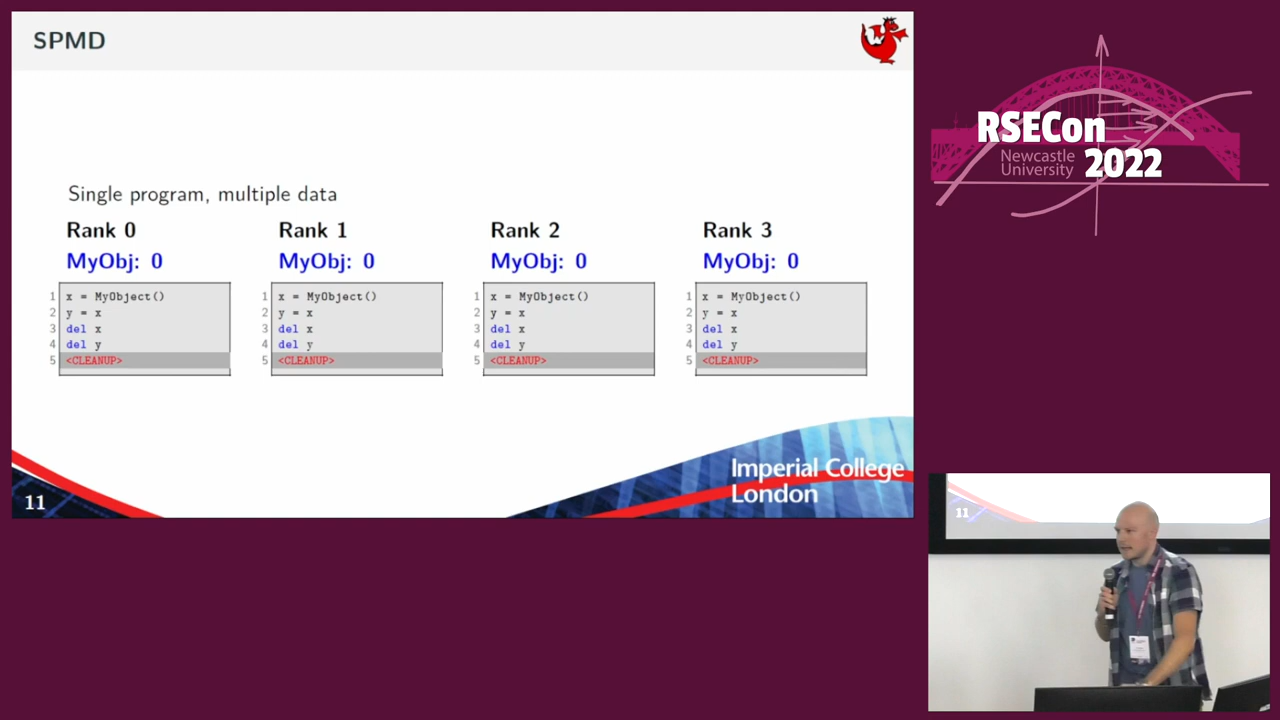 SPMD
Single program, multiple data
Rank 0
MyObj: 0
1 x = MyObject()
2 y = x
3 del x
4 del y
5 <CLEANUP>
Rank 1
MyObj: 0
1 x = MyObject()
2 y = x
3 del x
4 del y
5 <CLEANUP>
Rank 2
MyObj: 0
1 x = MyObject()
2 y = x
3 del x
4 del y
5 <CLEANUP>
Rank 3
MyObj: 0
1 x = MyObject()
2 y = x
3 del x
4 del y
5 <CLEANUP>
Imperial College
London
11
RSECon
Newcastle
University
2022
11